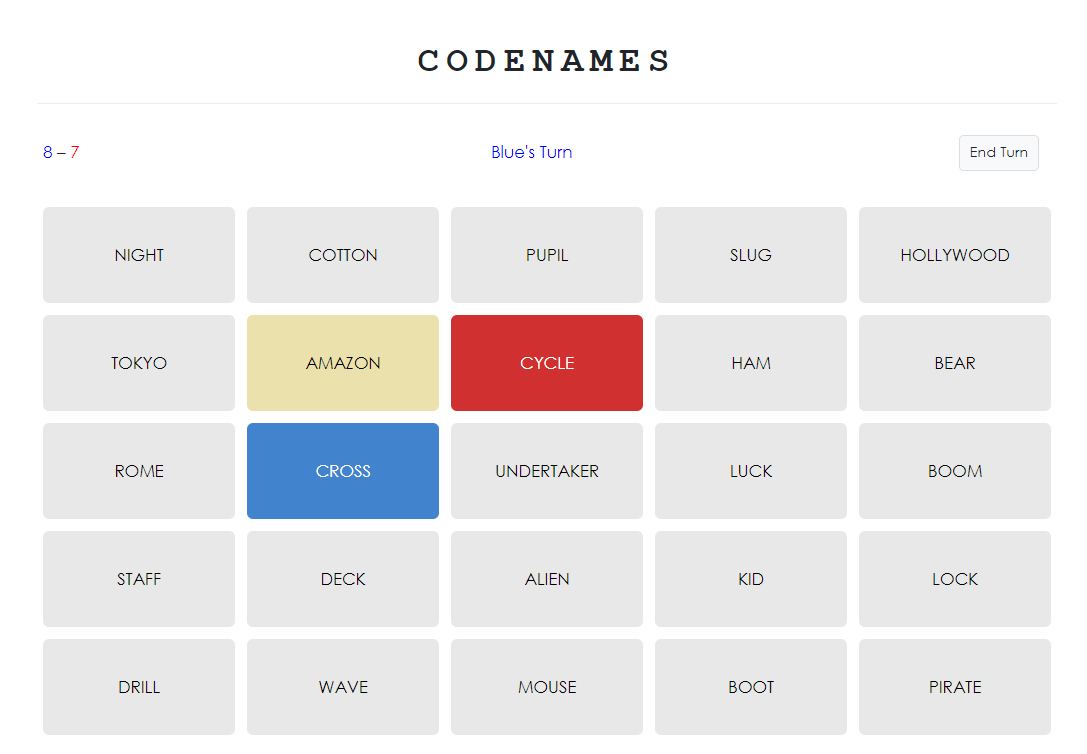 CODENAMES
8 – 7 Blue's Turn End Turn
NIGHT COTTON PUPIL SLUG HOLLYWOOD
TOKYO AMAZON CYCLE HAM BEAR
ROME CROSS UNDERTAKER LUCK BOOM
STAFF DECK ALIEN KID LOCK
DRILL WAVE MOUSE BOOT PIRATE